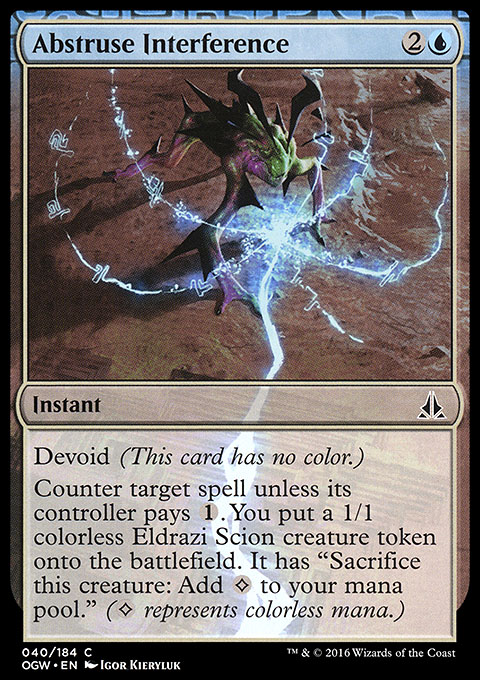 Abstruse Interference 2
Instant
Devoid (This card has no color.)
Counter target spell unless its
controller pays 1. You put a 1/1
colorless Eldrazi Scion creature token
onto the battlefield. It has “Sacrifice
this creature: Add ◇ to your mana
pool.” (◇ represents colorless mana.)
040/184 C
OGW • EN Igor Kieryluk
™ & © 2016 Wizards of the Coast